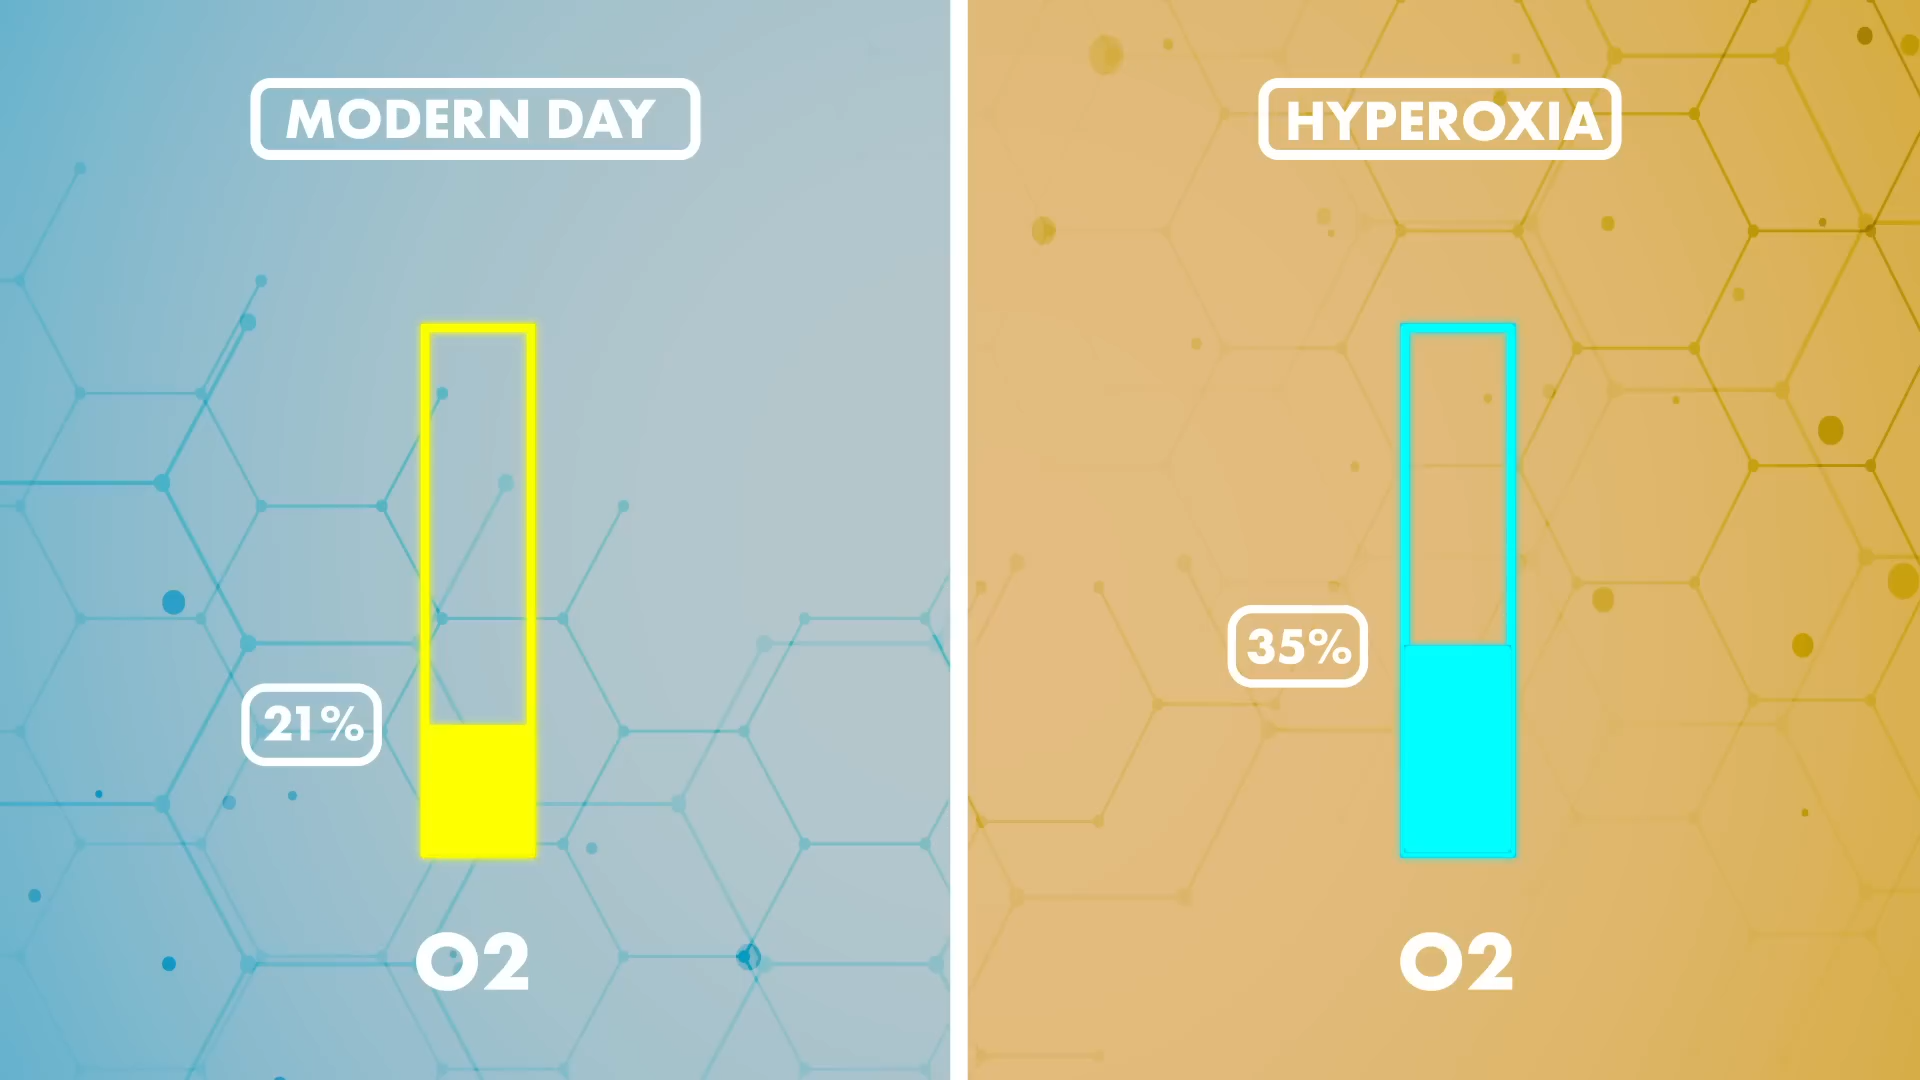 MODERN DAY
21%
O2
HYPEROXIA
35%
O2